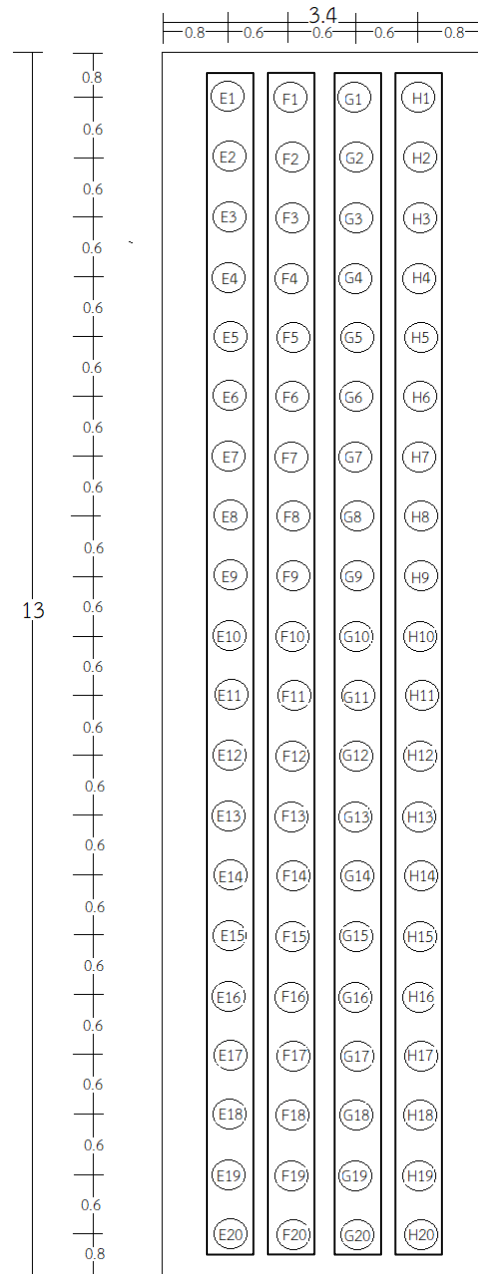 3.4
0.8 0.6 0.6 0.6 0.8
0.8
E1 F1 G1 H1
0.6
E2 F2 G2 H2
0.6
E3 F3 G3 H3
0.6
E4 F4 G4 H4
0.6
E5 F5 G5 H5
0.6
E6 F6 G6 H6
0.6
E7 F7 G7 H7
0.6
E8 F8 G8 H8
0.6
E9 F9 G9 H9
13 0.6
E10 F10 G10 H10
0.6
E11 F11 G11 H11
0.6
E12 F12 G12 H12
0.6
E13 F13 G13 H13
0.6
E14 F14 G14 H14
0.6
E15 F15 G15 H15
0.6
E16 F16 G16 H16
0.6
E17 F17 G17 H17
0.6
E18 F18 G18 H18
0.6
E19 F19 G19 H19
0.6
E20 F20 G20 H20
0.8